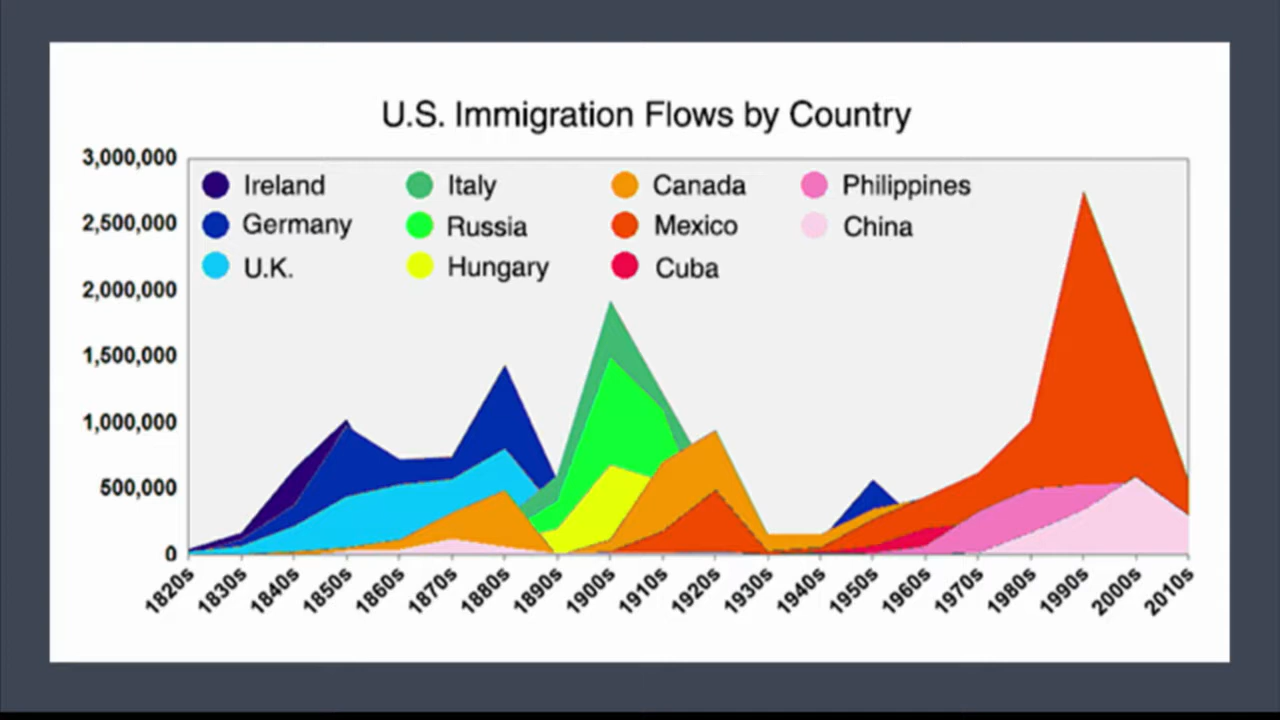 U.S. Immigration Flows by Country
3,000,000
2,500,000
2,000,000
1,500,000
1,000,000
500,000
0
Ireland
Germany
U.K.
Italy
Russia
Hungary
Canada
Mexico
Cuba
Philippines
China
1820s
1830s
1840s
1850s
1860s
1870s
1880s
1890s
1900s
1910s
1920s
1930s
1940s
1950s
1960s
1970s
1980s
1990s
2000s
2010s